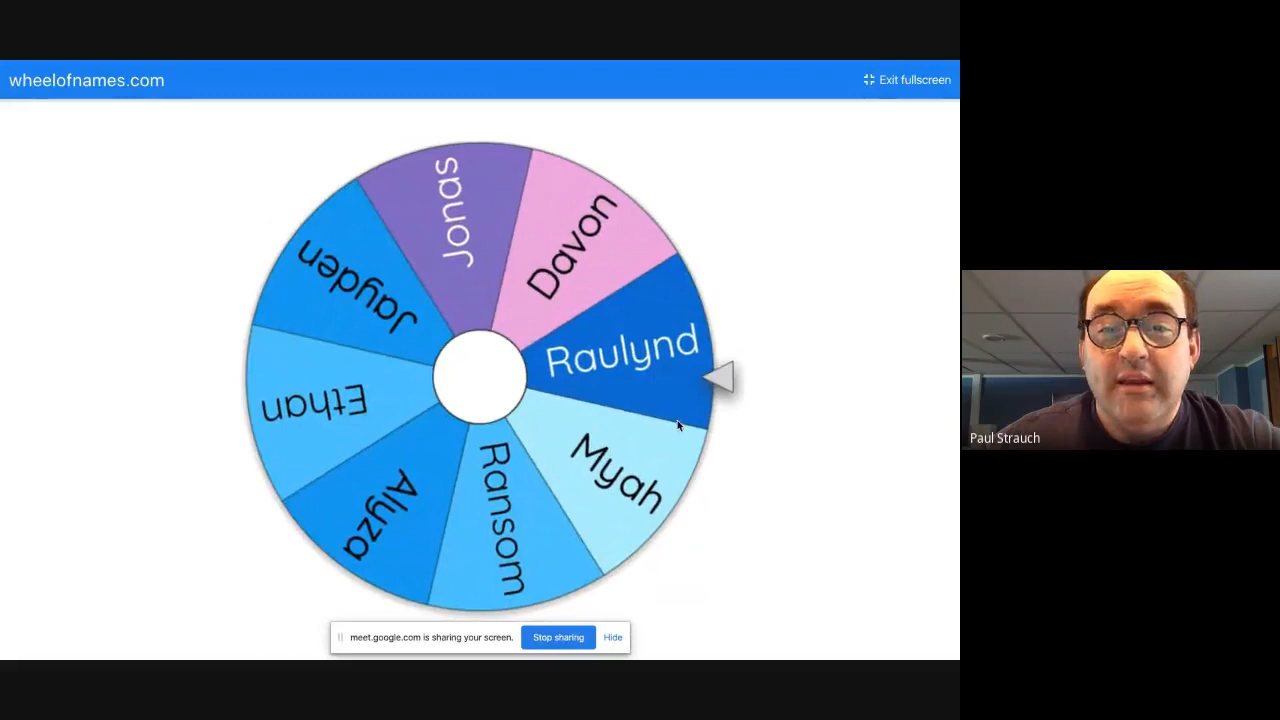 wheelofnames.com
Exit fullscreen
Jonas
Davon
Jayden
Raulynd
Ethan
Myah
Alyza
Ransom
Paul Strauch
meet.google.com is sharing your screen.
Stop sharing
Hide